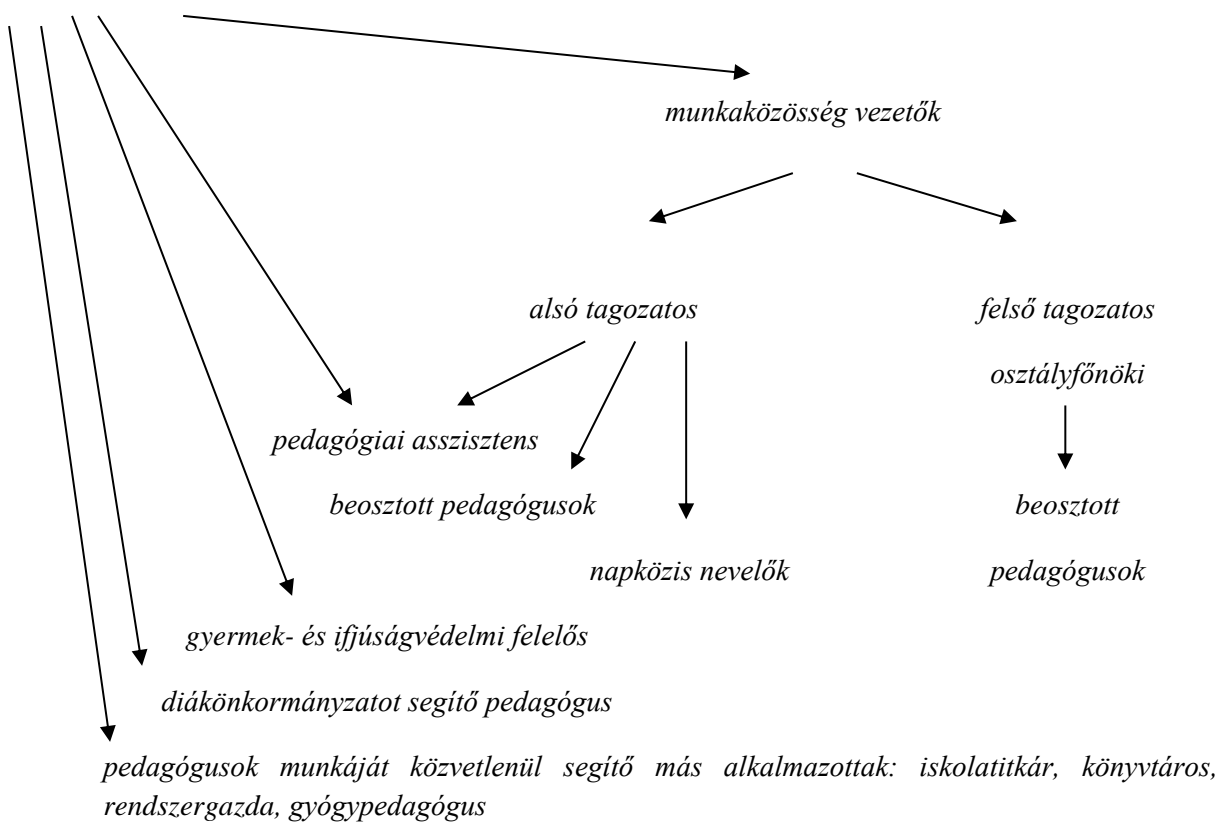 munkaközösség vezetők
alsó tagozatos
felső tagozatos
osztályfőnöki
pedagógiai asszisztens
beosztott pedagógusok
beosztott
napközis nevelők
pedagógusok
gyermek- és ifjúságvédelmi felelős
diákönkormányzatot segítő pedagógus
pedagógusok munkáját közvetlenül segítő más alkalmazottak: iskolatitkár, könyvtáros,
rendszergazda, gyógypedagógus